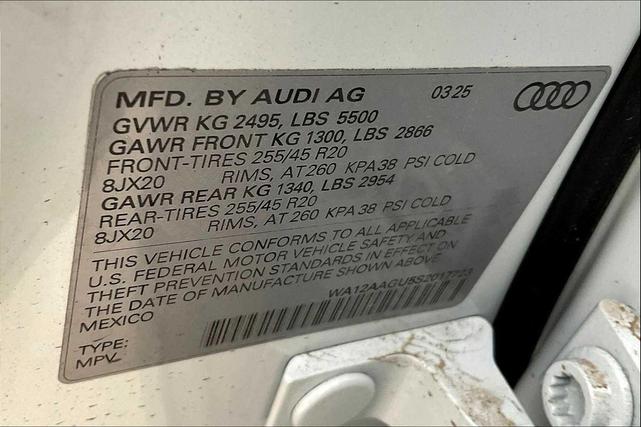 MFD. BY AUDI AG 03 25
GVWR KG 2495, LBS 5500
GAWR FRONT KG 1300, LBS 2866
FRONT-TIRES 255/45 R20
8JX20 RIMS, AT 260 KPA 38 PSI COLD
GAWR REAR KG 1340, LBS 2954
REAR-TIRES 255/45 R20
8JX20 RIMS, AT 260 KPA 38 PSI COLD
THIS VEHICLE CONFORMS TO ALL APPLICABLE
U.S. FEDERAL MOTOR VEHICLE SAFETY AND
THEFT PREVENTION STANDARDS IN EFFECT ON
THE DATE OF MANUFACTURE SHOWN ABOVE
MEXICO
TYPE:
MPV